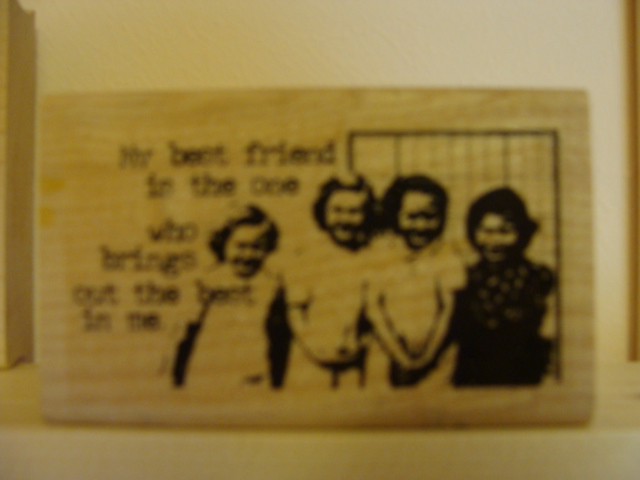 My best friend
is the one
who
brings
out the best
in me.